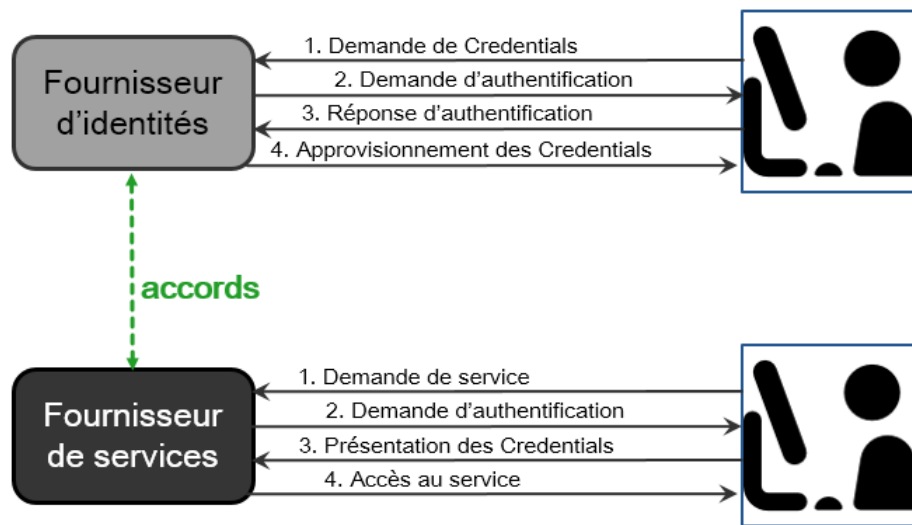 Fournisseur
d'identités
1. Demande de Credentials
2. Demande d'authentification
3. Réponse d'authentification
4. Approvisionnement des Credentials
accords
Fournisseur
de services
1. Demande de service
2. Demande d'authentification
3. Présentation des Credentials
4. Accès au service